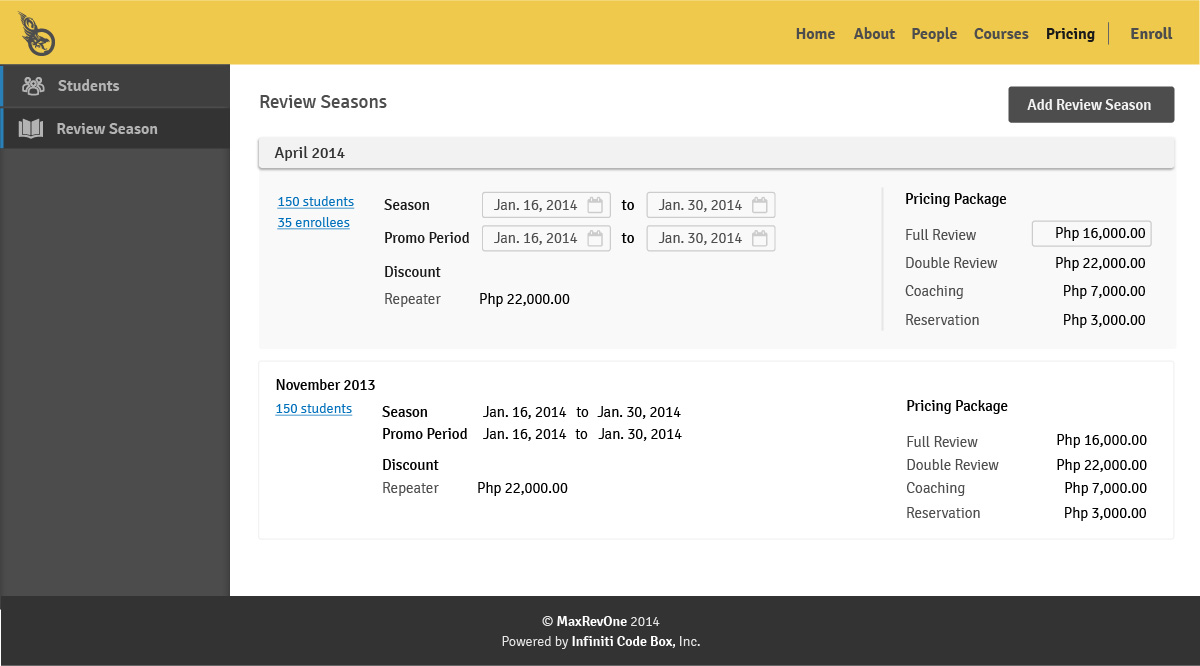 Home About People Courses Pricing Enroll
Students
Review Season
Review Seasons
Add Review Season
April 2014
150 students
35 enrollees
Season Jan. 16, 2014 to Jan. 30, 2014
Promo Period Jan. 16, 2014 to Jan. 30, 2014
Discount
Repeater Php 22,000.00
Pricing Package
Full Review Php 16,000.00
Double Review Php 22,000.00
Coaching Php 7,000.00
Reservation Php 3,000.00
November 2013
150 students
Season Jan. 16, 2014 to Jan. 30, 2014
Promo Period Jan. 16, 2014 to Jan. 30, 2014
Discount
Repeater Php 22,000.00
Pricing Package
Full Review Php 16,000.00
Double Review Php 22,000.00
Coaching Php 7,000.00
Reservation Php 3,000.00
© MaxRevOne 2014
Powered by Infiniti Code Box, Inc.